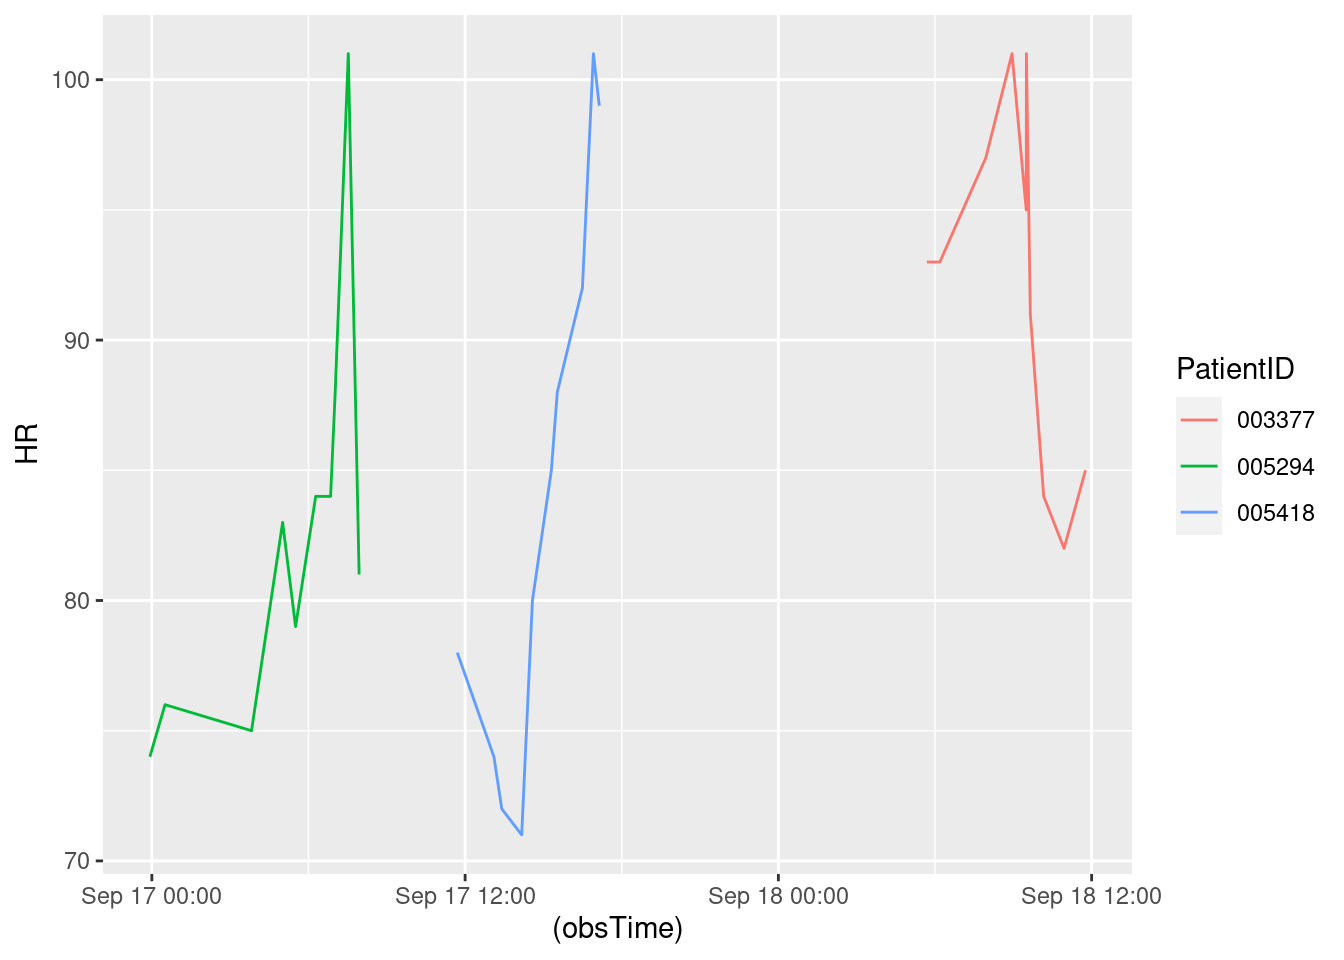 HR
100
90
80
70
Sep 17 00:00
Sep 17 12:00
Sep 18 00:00
Sep 18 12:00
(obsTime)
PatientID
003377
005294
005418